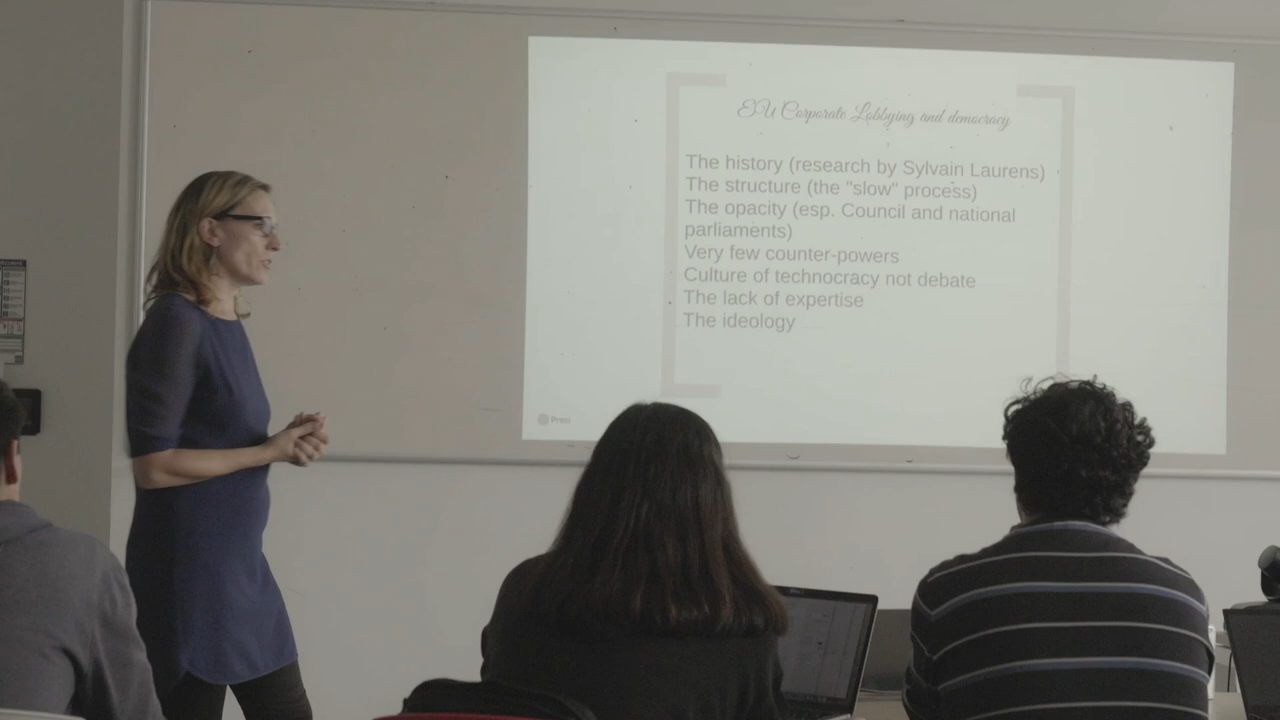 EU Corporate Lobbying and democracy
The history (research by Sylvain Laurens)
The structure (the "slow" process)
The opacity (esp. Council and national
parliaments)
Very few counter-powers
Culture of technocracy not debate
The lack of expertise
The ideology
Prezi